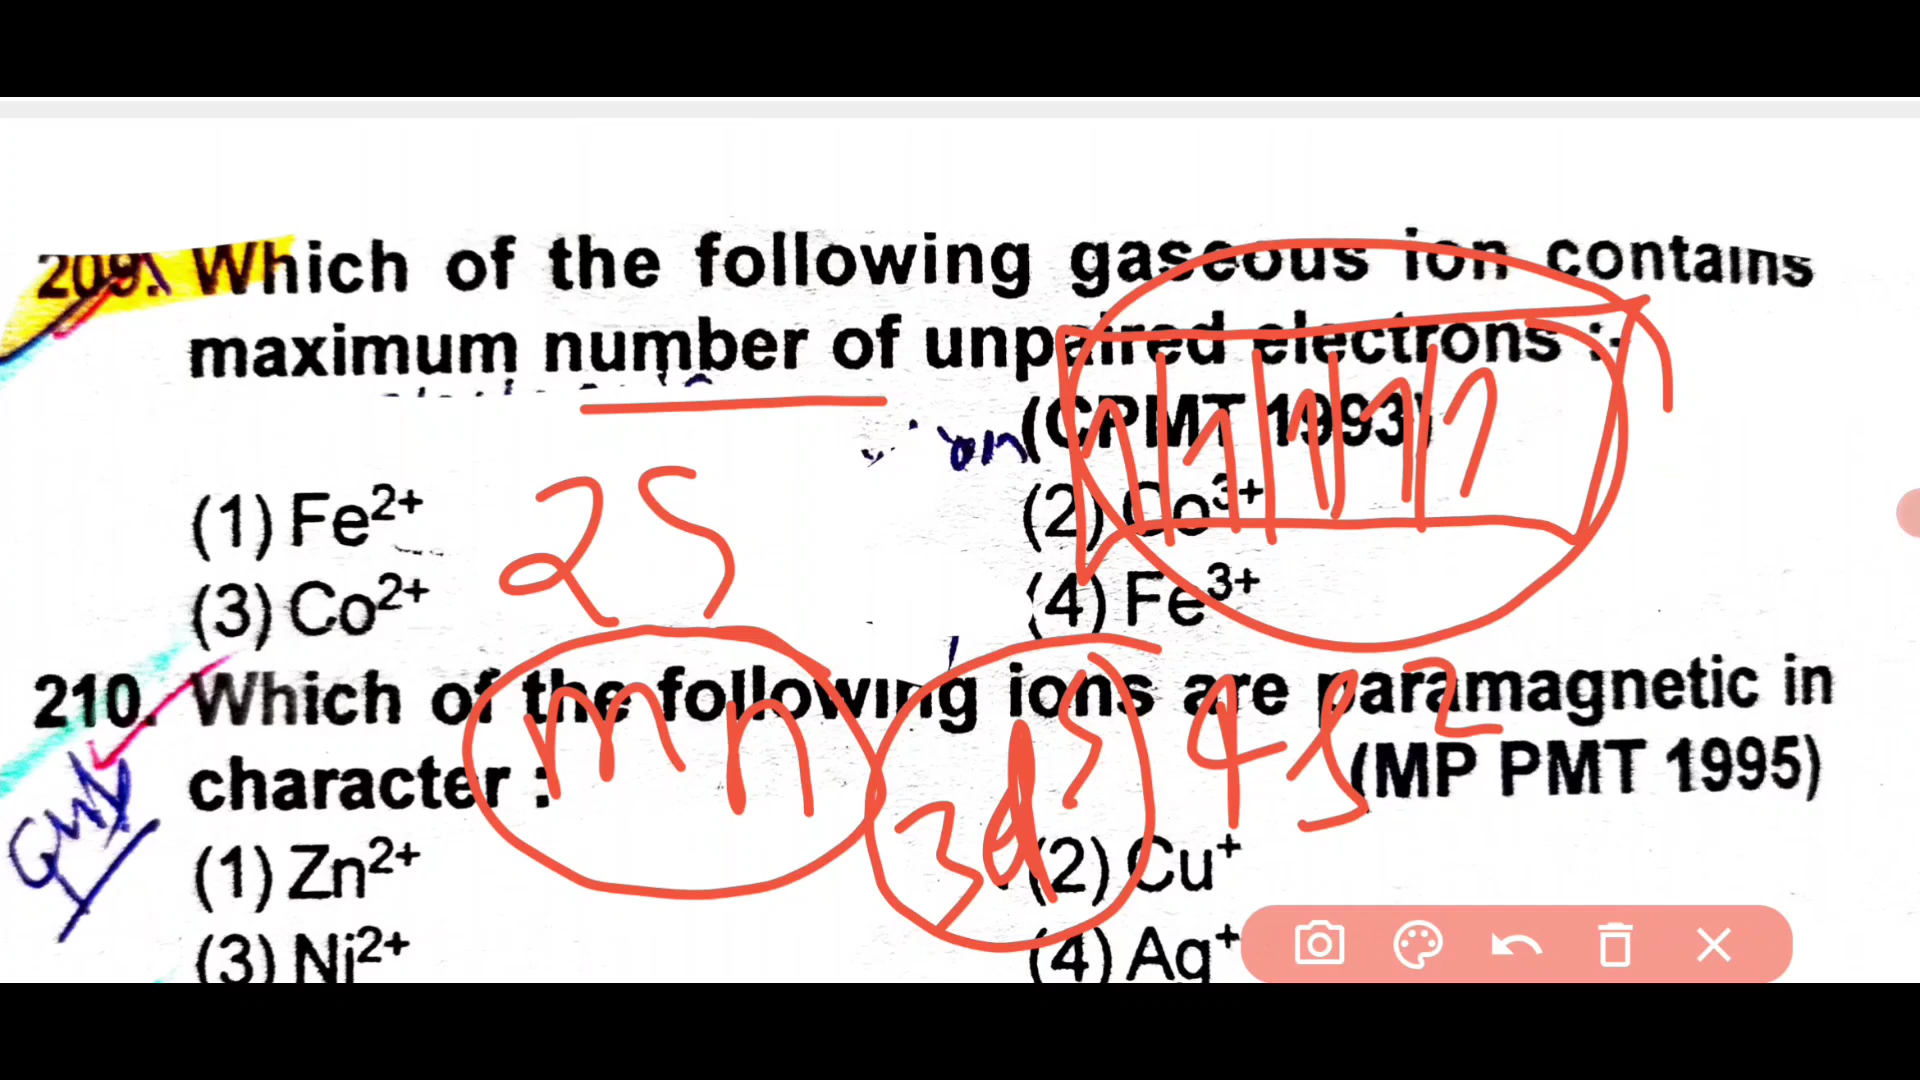 209. Which of the following gaseous ion contains
maximum number of unpaired electrons :-
(CPMT 1993)
(1) Fe2+ (2) Co3+
(3) Co2+ (4) Fe3+
25
210. Which of the following ions are paramagnetic in
character : (MP PMT 1995)
mn 3d5 4s2
(1) Zn2+ (2) Cu+
(3) Ni2+ (4) Ag+